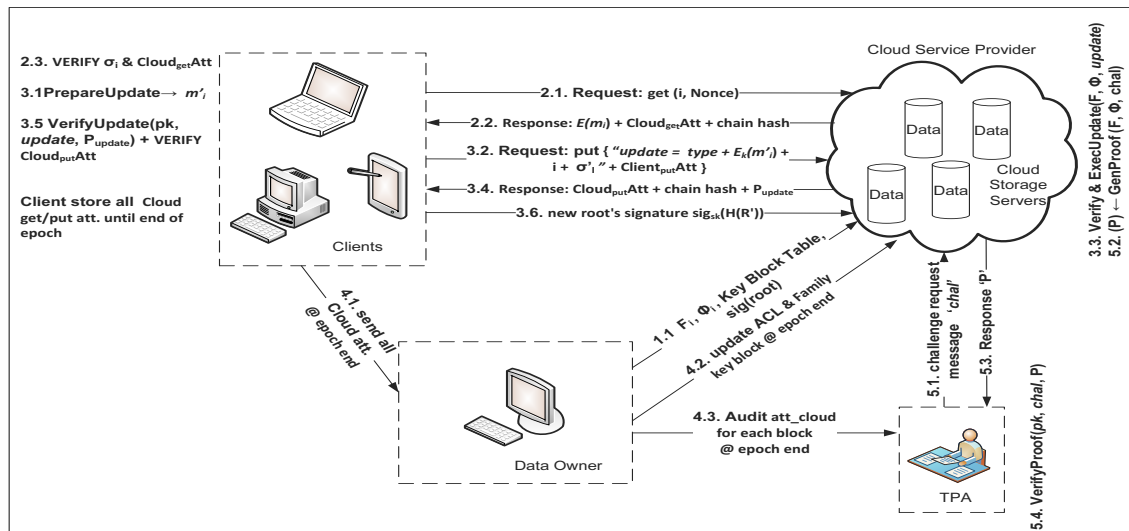 2.3. VERIFY σi & CloudgetAtt
3.1PrepareUpdate→ m'i
3.5 VerifyUpdate(pk,
update, Pupdate) + VERIFY
CloudputAtt
Client store all Cloud
get/put att. until end of
epoch
Clients
2.1. Request: get (i, Nonce)
2.2. Response: E(mi) + CloudgetAtt + chain hash
3.2. Request: put { "update = type + Ek(m'i) +
i + σ'i" + ClientputAtt }
3.4. Response: CloudputAtt + chain hash + Pupdate
3.6. new root's signature sigsk(H(R'))
Cloud Service Provider
Data
Data
Data
Data
Cloud
Storage
Servers
3.3. Verify & ExecUpdate(F, Φ, update)
5.2. (P) ← GenProof (F, Φ, chal)
4.1. send all
Cloud att.
@ epoch end
1.1 Fi, Φi, Key Block Table,
sig(root)
4.2. update ACL & Family
key block @ epoch end
5.1. challenge request
message 'chal'
5.3. Response 'P'
Data Owner
4.3. Audit att_cloud
for each block
@ epoch end
TPA
5.4. VerifyProof(pk, chal, P)